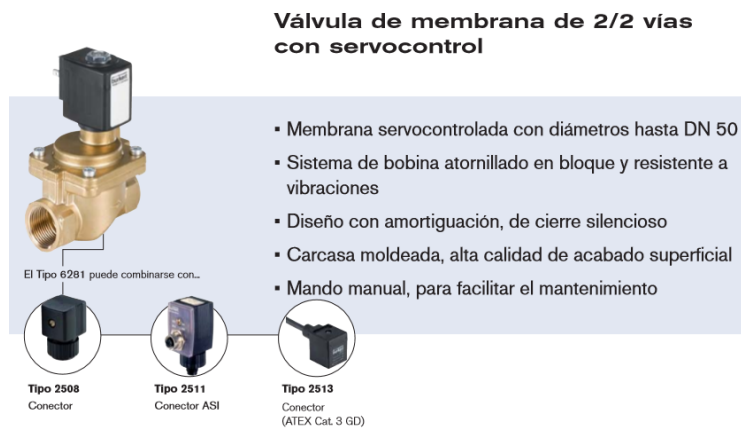 Válvula de membrana de 2/2 vías
con servocontrol
▪ Membrana servocontrolada con diámetros hasta DN 50
▪ Sistema de bobina atornillado en bloque y resistente a
vibraciones
▪ Diseño con amortiguación, de cierre silencioso
▪ Carcasa moldeada, alta calidad de acabado superficial
▪ Mando manual, para facilitar el mantenimiento
El Tipo 6281 puede combinarse con...
Tipo 2508
Conector
Tipo 2511
Conector ASI
Tipo 2513
Conector
(ATEX Cat. 3 GD)